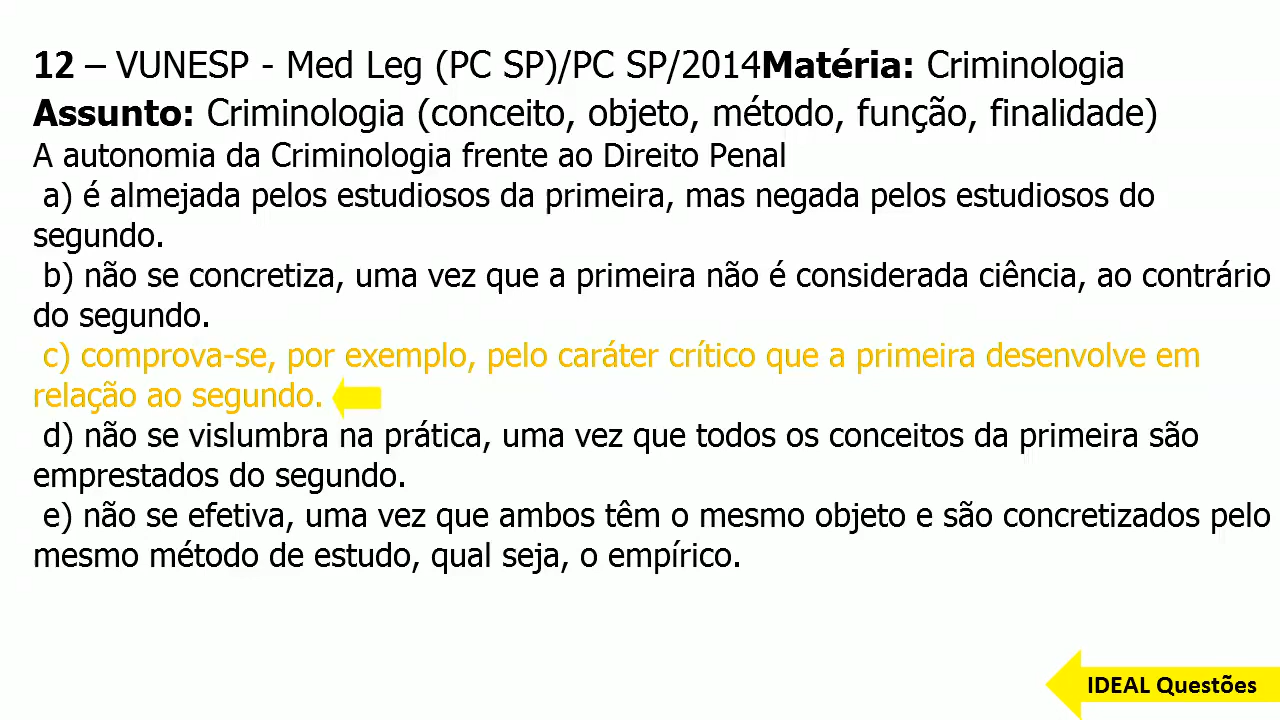 12 – VUNESP - Med Leg (PC SP)/PC SP/2014Matéria: Criminologia
Assunto: Criminologia (conceito, objeto, método, função, finalidade)
A autonomia da Criminologia frente ao Direito Penal
a) é almejada pelos estudiosos da primeira, mas negada pelos estudiosos do
segundo.
b) não se concretiza, uma vez que a primeira não é considerada ciência, ao contrário
do segundo.
c) comprova-se, por exemplo, pelo caráter crítico que a primeira desenvolve em
relação ao segundo.
d) não se vislumbra na prática, uma vez que todos os conceitos da primeira são
emprestados do segundo.
e) não se efetiva, uma vez que ambos têm o mesmo objeto e são concretizados pelo
mesmo método de estudo, qual seja, o empírico.
IDEAL Questões